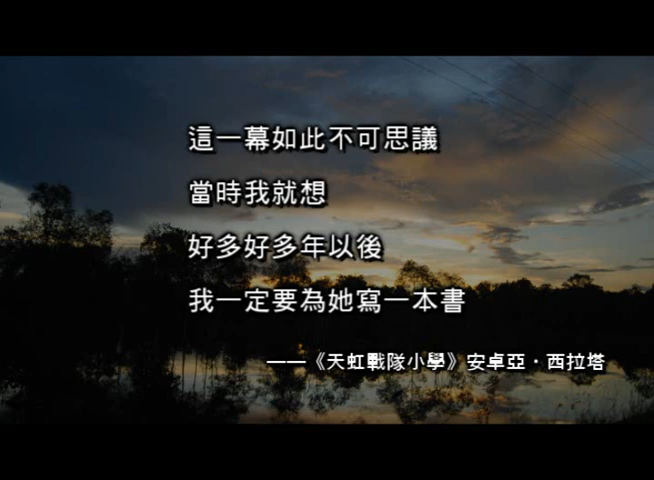 這一幕如此不可思議
當時我就想
好多好多年以後
我一定要為她寫一本書
——《天虹戰隊小學》安卓亞·西拉塔